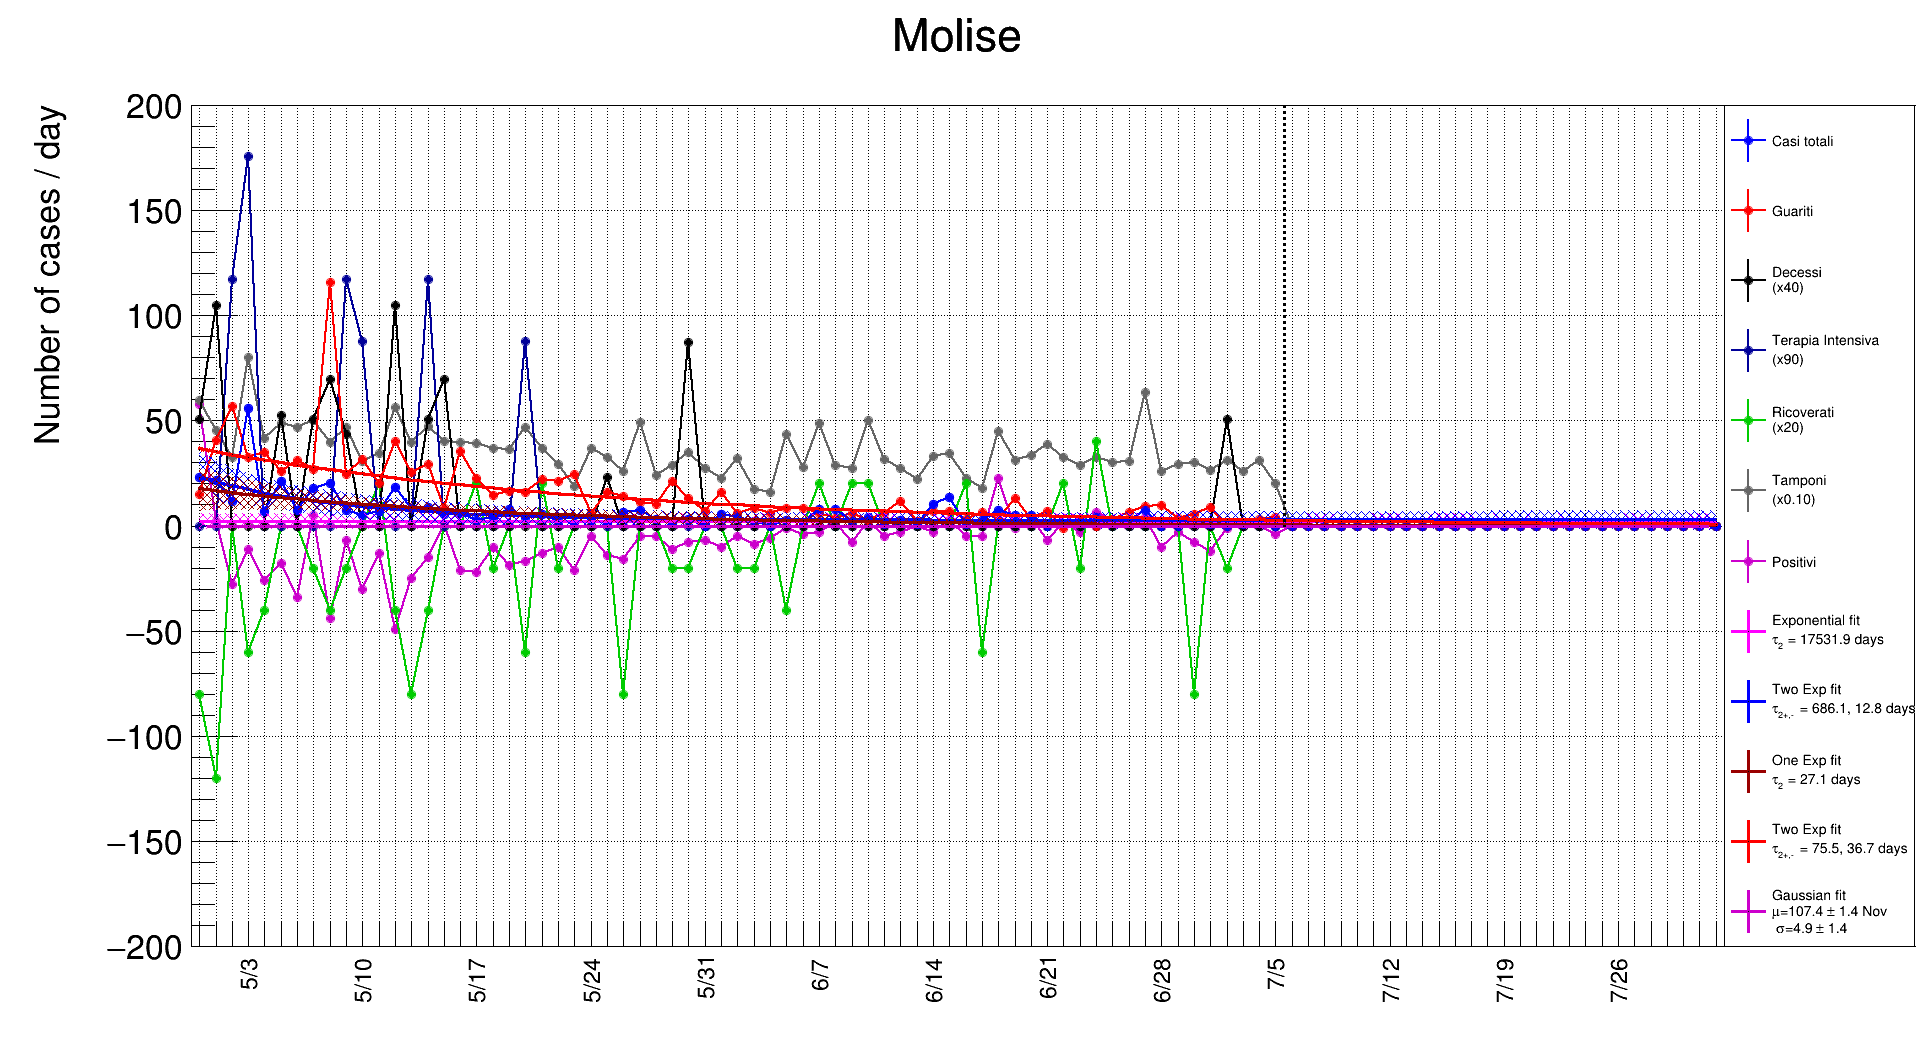 Molise
Number of cases / day
200
150
100
50
0
−50
−100
−150
−200
5/3
5/10
5/17
5/24
5/31
6/7
6/14
6/21
6/28
7/5
7/12
7/19
7/26
Casi totali
Guariti
Decessi
(x40)
Terapia Intensiva
(x90)
Ricoverati
(x20)
Tamponi
(x0.10)
Positivi
Exponential fit
τ2 = 17531.9 days
Two Exp fit
τ2+,- = 686.1, 12.8 days
One Exp fit
τ2 = 27.1 days
Two Exp fit
τ2+,- = 75.5, 36.7 days
Gaussian fit
μ=107.4 ± 1.4 Nov
σ=4.9 ± 1.4